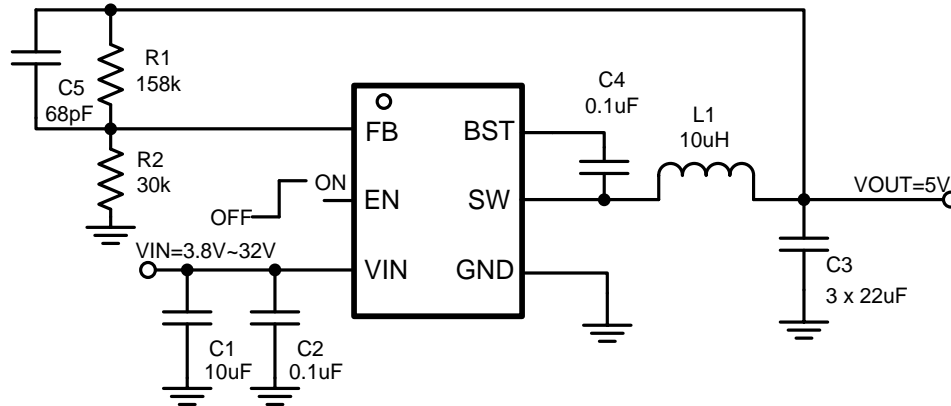 R1
158k
C5
68pF
R2
30k
FB
BST
EN
SW
VIN
GND
C4
0.1uF
L1
10uH
VOUT=5V
ON
OFF
VIN=3.8V~32V
C3
3 x 22uF
C1
10uF
C2
0.1uF